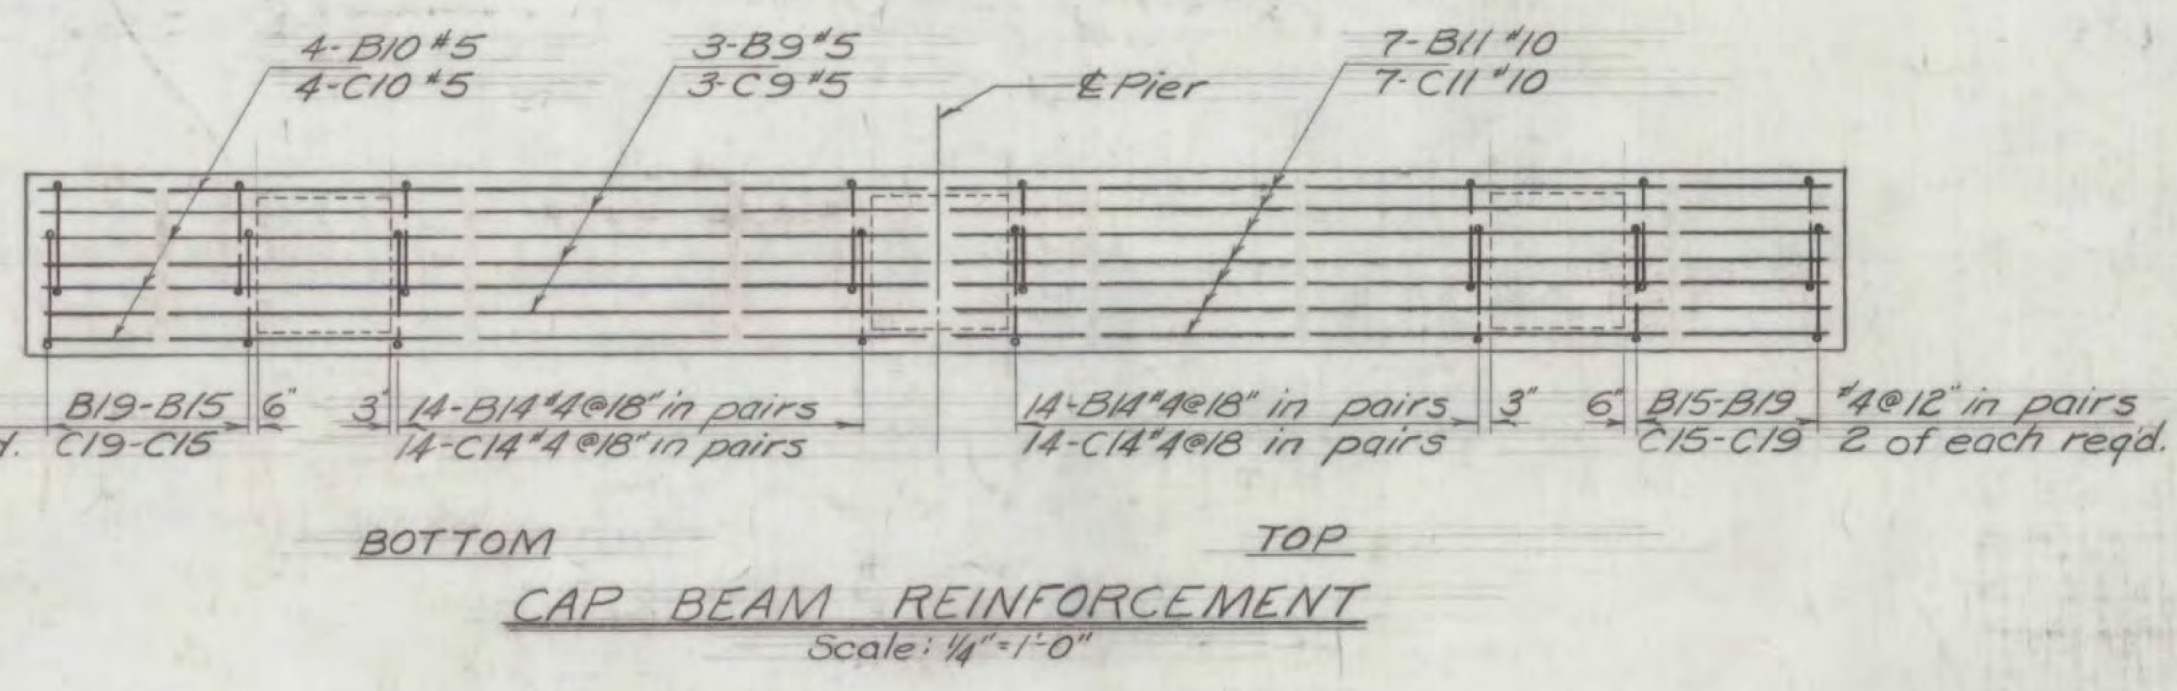 4-B10 #5
4-C10 #5
3-B9 #5
3-C9 #5
℄ Pier
7-B11 #10
7-C11 #10
B19-B15
C19-C15
6"
3"
14-B14 #4@18" in pairs
14-C14 #4@18" in pairs
14-B14 #4@18" in pairs
14-C14 #4@18 in pairs
3"
6"
B15-B19
C15-C19
#4@12" in pairs
2 of each req'd.
BOTTOM
TOP
CAP BEAM REINFORCEMENT
Scale: 1/4"=1'-0"